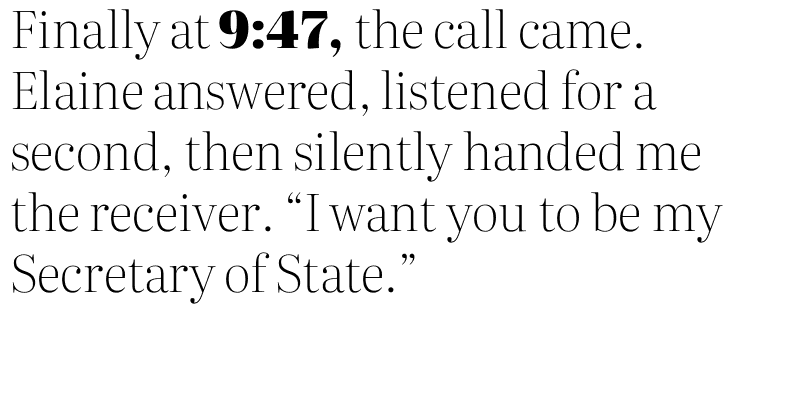 Finally at 9:47, the call came.
Elaine answered, listened for a
second, then silently handed me
the receiver. “I want you to be my
Secretary of State.”